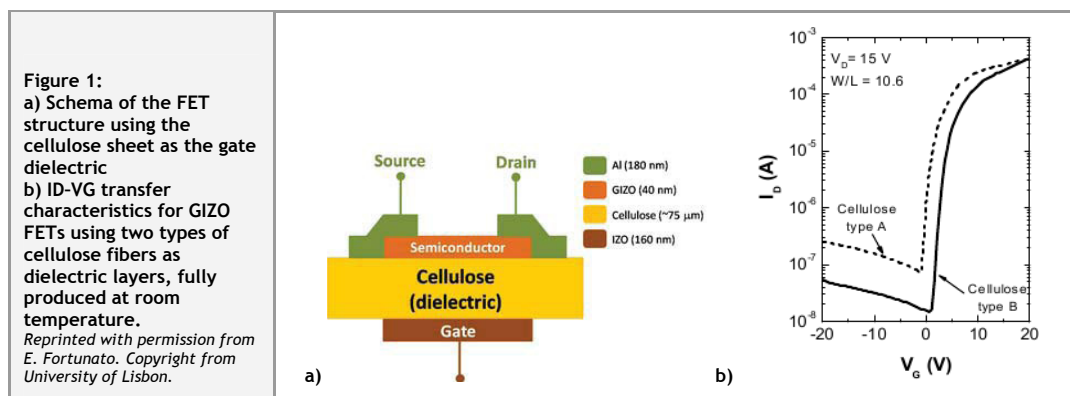 Figure 1:
a) Schema of the FET
structure using the
cellulose sheet as the gate
dielectric
b) ID-VG transfer
characteristics for GIZO
FETs using two types of
cellulose fibers as
dielectric layers, fully
produced at room
temperature.
Reprinted with permission from
E. Fortunato. Copyright from
University of Lisbon.
a)
Source
Drain
Al (180 nm)
GIZO (40 nm)
Cellulose (~75 μm)
IZO (160 nm)
Semiconductor
Cellulose
(dielectric)
Gate
b)
10⁻³
10⁻⁴
10⁻⁵
10⁻⁶
10⁻⁷
10⁻⁸
I_D (A)
V_D= 15 V
W/L = 10.6
Cellulose
type A
Cellulose
type B
-20 -10 0 10 20
V_G (V)